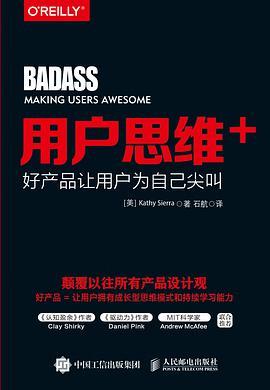 O'REILLY®
BADASS
MAKING USERS AWESOME
用户思维+
好产品让用户为自己尖叫
[美] Kathy Sierra ◎著 石航◎译
颠覆以往所有产品设计观
好产品 = 让用户拥有成长型思维模式和持续学习能力
《认知盈余》作者 《驱动力》作者 MIT科学家 联合推荐
Clay Shirky Daniel Pink Andrew McAfee
中国工信出版集团 人民邮电出版社
POSTS & TELECOM PRESS